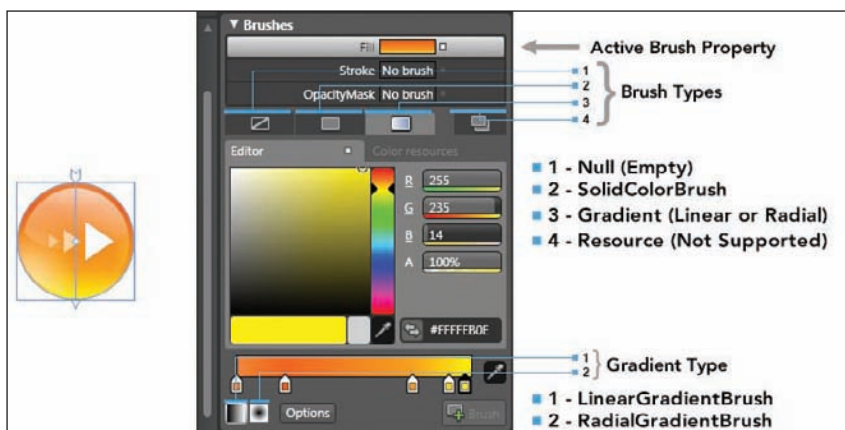 Brushes
Fill
Stroke No brush
OpacityMask No brush
Editor
Color resources
R 255
G 235
B 14
A 100%
#FFFFEB0E
Options
Brush
Active Brush Property
1
2
3
4
Brush Types
1 - Null (Empty)
2 - SolidColorBrush
3 - Gradient (Linear or Radial)
4 - Resource (Not Supported)
1
2
Gradient Type
1 - LinearGradientBrush
2 - RadialGradientBrush